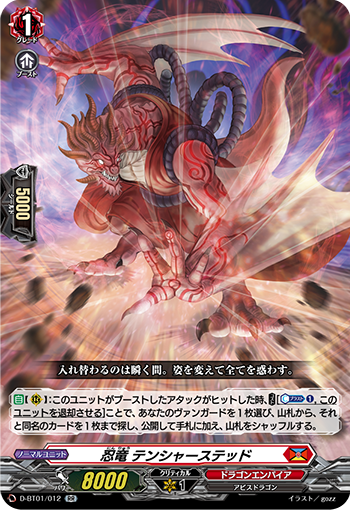 1
グレード
ブースト
5000
シールド
入れ替わるのは瞬く間。姿を変えて全てを惑わす。
自【R】:このユニットがブーストしたアタックがヒットした時、【コスト】【CB1、この
ユニットを退却させる】ことで、あなたのヴァンガードを1枚選び、山札から、それ
と同名のカードを1枚まで探し、公開して手札に加え、山札をシャッフルする。
ノーマルユニット
忍竜 テンシャーステッド
ドラゴンエンパイア
パワー 8000
クリティカル
1
アビスドラゴン
D-BT01/012 RR
イラスト/gozz